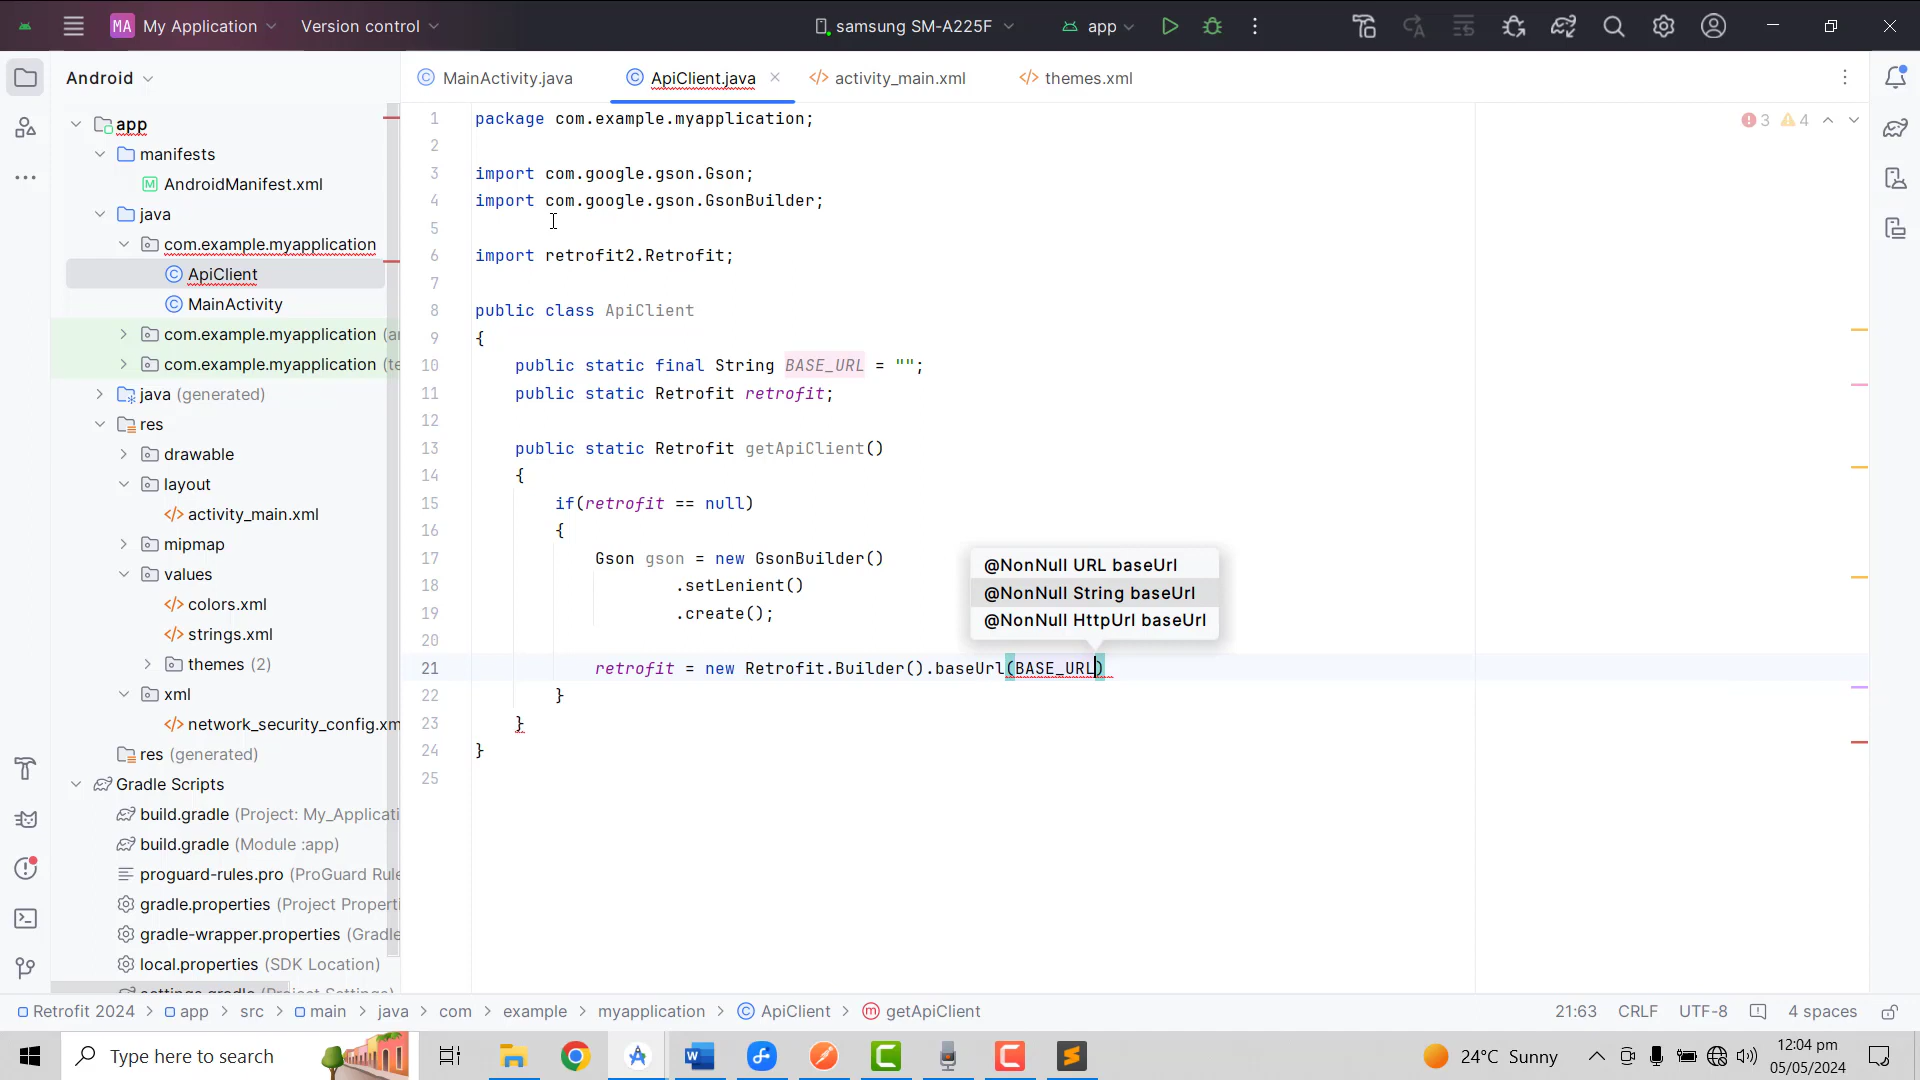 MA My Application Version control samsung SM-A225F app
Android
MainActivity.java ApiClient.java activity_main.xml themes.xml
app
manifests
AndroidManifest.xml
java
com.example.myapplication
ApiClient
MainActivity
com.example.myapplication (a
com.example.myapplication (te
java (generated)
res
drawable
layout
activity_main.xml
mipmap
values
colors.xml
strings.xml
themes (2)
xml
network_security_config.xm
res (generated)
Gradle Scripts
build.gradle (Project: My_Applicati
build.gradle (Module :app)
proguard-rules.pro (ProGuard Rule
gradle.properties (Project Properti
gradle-wrapper.properties (Gradle
local.properties (SDK Location)
settings.gradle (Project Settings)
3 4
1 package com.example.myapplication;
2
3 import com.google.gson.Gson;
4 import com.google.gson.GsonBuilder;
5
6 import retrofit2.Retrofit;
7
8 public class ApiClient
9 {
10 public static final String BASE_URL = "";
11 public static Retrofit retrofit;
12
13 public static Retrofit getApiClient()
14 {
15 if(retrofit == null)
16 {
17 Gson gson = new GsonBuilder()
18 .setLenient()
19 .create();
20
21 retrofit = new Retrofit.Builder().baseUrl(BASE_URL)
22 }
23 }
24 }
25
@NonNull URL baseUrl
@NonNull String baseUrl
@NonNull HttpUrl baseUrl
Retrofit 2024 > app > src > main > java > com > example > myapplication > ApiClient > getApiClient
21:63 CRLF UTF-8 4 spaces
Type here to search
24°C Sunny
12:04 pm
05/05/2024